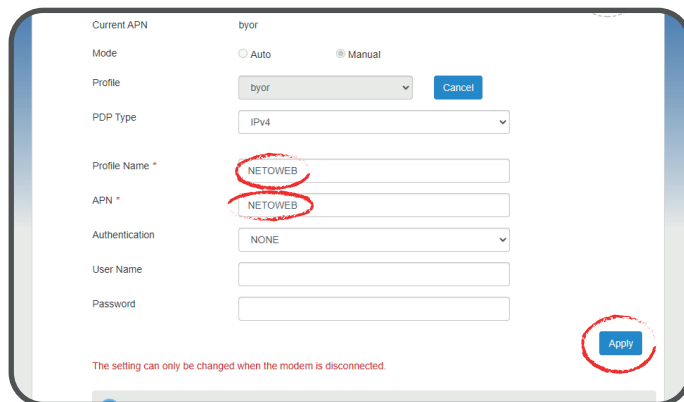 Current APN byor
Mode Auto Manual
Profile byor Cancel
PDP Type IPv4
Profile Name * NETOWEB
APN * NETOWEB
Authentication NONE
User Name
Password
Apply
The setting can only be changed when the modem is disconnected.